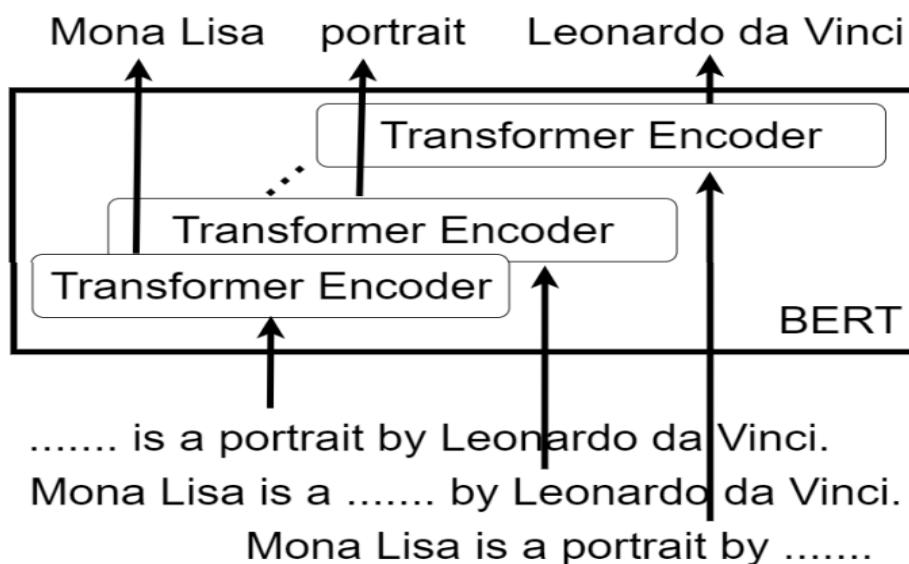 Mona Lisa portrait Leonardo da Vinci
Transformer Encoder
Transformer Encoder
Transformer Encoder
BERT
....... is a portrait by Leonardo da Vinci.
Mona Lisa is a ....... by Leonardo da Vinci.
Mona Lisa is a portrait by .......